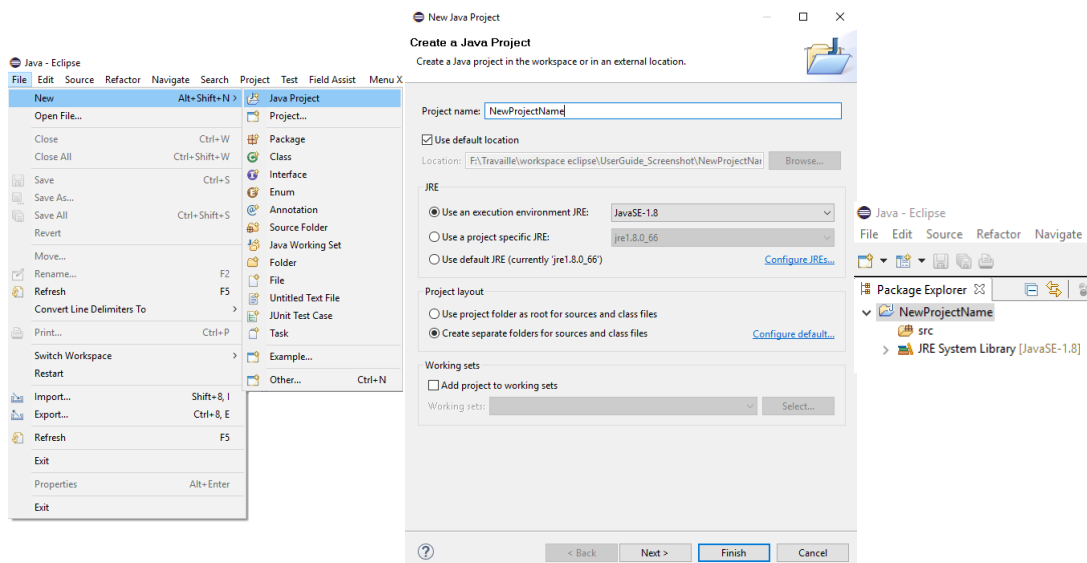 Java - Eclipse
File Edit Source Refactor Navigate Search Project Test Field Assist Menu X
New Alt+Shift+N >
Open File...
Close Ctrl+W
Close All Ctrl+Shift+W
Save Ctrl+S
Save As...
Save All Ctrl+Shift+S
Revert
Move...
Rename... F2
Refresh F5
Convert Line Delimiters To >
Print... Ctrl+P
Switch Workspace >
Restart
Import... Shift+8, I
Export... Ctrl+8, E
Refresh F5
Exit
Properties Alt+Enter
Exit
Java Project
Project...
Package
Class
Interface
Enum
Annotation
Source Folder
Java Working Set
Folder
File
Untitled Text File
JUnit Test Case
Task
Example...
Other... Ctrl+N
New Java Project
Create a Java Project
Create a Java project in the workspace or in an external location.
Project name: NewProjectName
Use default location
Location: F:\Travaille\workspace eclipse\UserGuide_Screenshot\NewProjectNar Browse...
JRE
Use an execution environment JRE: JavaSE-1.8
Use a project specific JRE: jre1.8.0_66
Use default JRE (currently 'jre1.8.0_66') Configure JREs...
Project layout
Use project folder as root for sources and class files
Create separate folders for sources and class files Configure default...
Working sets
Add project to working sets
Working sets: Select...
< Back Next > Finish Cancel
Java - Eclipse
File Edit Source Refactor Navigate
Package Explorer
NewProjectName
src
JRE System Library [JavaSE-1.8]